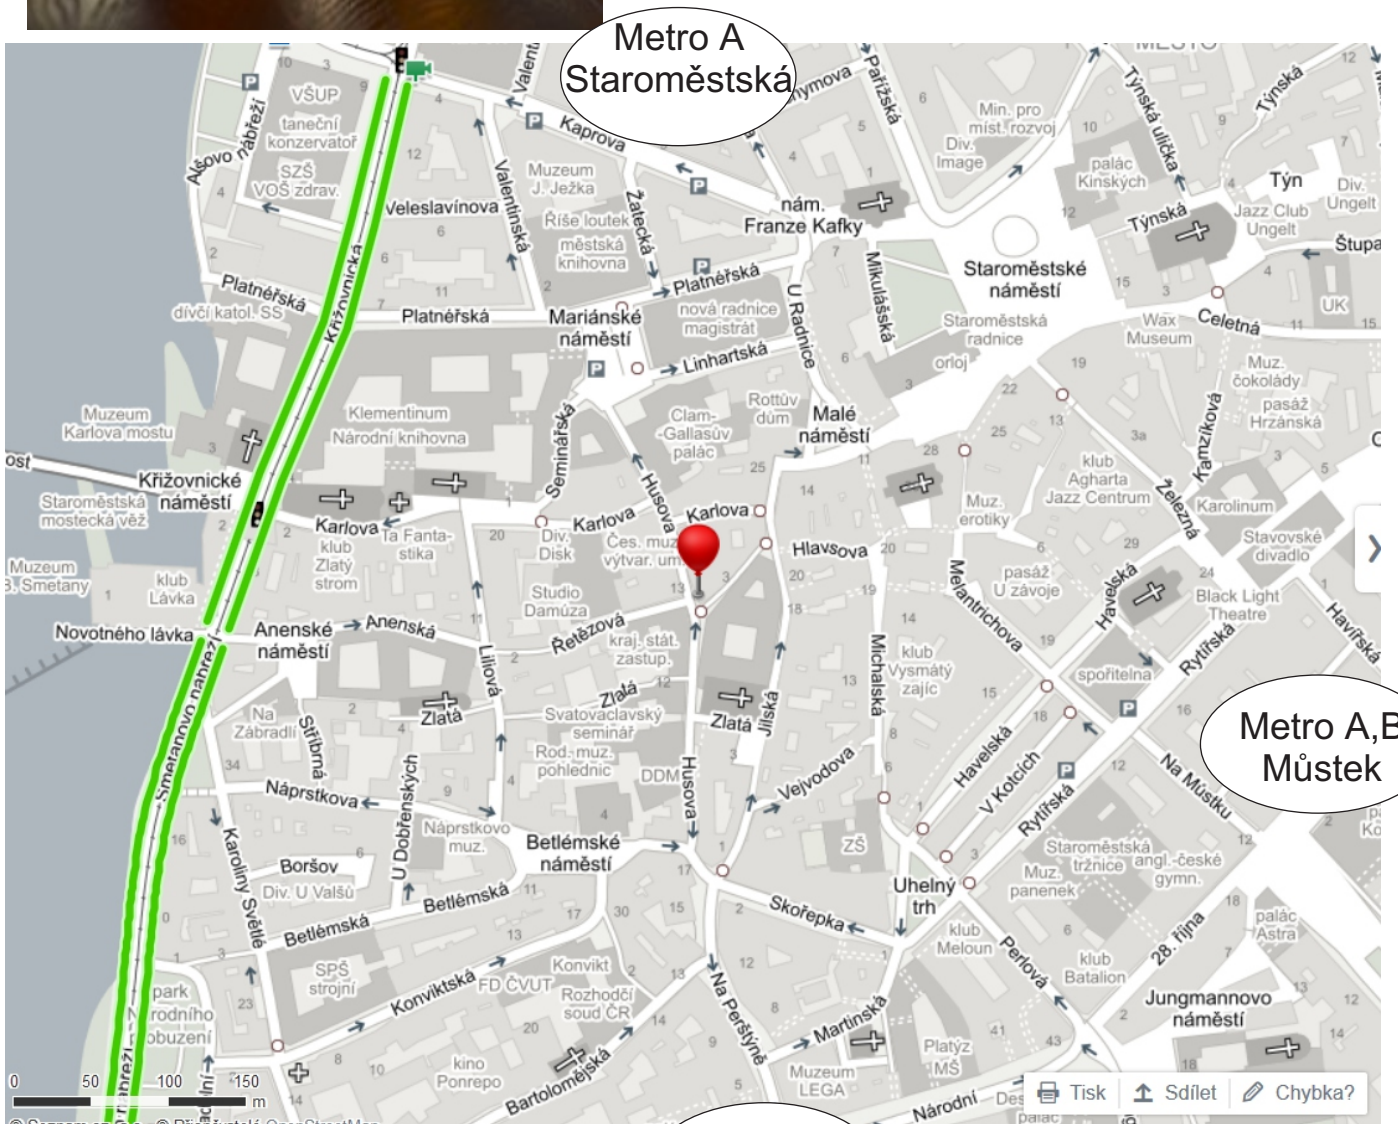 Metro A
Staroměstská
MĚSTO
VŠUP
taneční
konzervatoř
SZŠ
VOŠ zdrav.
Alšovo nábřeží
Veleslavínova
Valentinská
Kaprova
Muzeum
J. Ježka
Říše loutek
městská
knihovna
Žatecká
Pařížská
Min. pro
míst. rozvoj
Div.
Image
palác
Kinských
Týnská ulička
Týnská
Týnská
Týn
Div.
Ungelt
Jazz Club
Ungelt
nám.
Franze Kafky
Staroměstské
náměstí
Mikulášská
U Radnice
Platnéřská
dívčí katol. SŠ
Křižovnická
Platnéřská
Mariánské
náměstí
Platnéřská
nová radnice
magistrát
Linhartská
Staroměstská
radnice
orloj
Wax
Museum
Celetná
UK
Muz.
čokolády
pasáž
Hrzánská
Kamzíková
Muzeum
Karlova mostu
Klementinum
Národní knihovna
Seminářská
Clam-
-Gallasův
palác
Rottův
dům
Malé
náměstí
Křižovnické
náměstí
Staroměstská
mostecká věž
Karlova
Ta Fanta-
stika
klub
Zlatý
strom
Karlova
Husova
Karlova
Div.
Disk
Hlavsova
Muz.
erotiky
klub
Agharta
Jazz Centrum
Železná
Karolinum
Stavovské
divadlo
Muzeum
B. Smetany
klub
Lávka
Novotného lávka
Anenské
náměstí
Anenská
Studio
Damúza
Řetězová
kraj. stát.
zastup.
Liliová
Melantrichova
pasáž
U závoje
Havelská
Black Light
Theatre
Havířská
Rytířská
spořitelna
Michalská
klub
Vysmátý
zajíc
Smetanovo nábřeží
Na
Zábradlí
Stříbrná
Zlatá
Zlatá
Svatováclavský
seminář
Zlatá
Jilská
Rod. muz.
pohlednic
DDM
Husova
Vejvodova
Havelská
V Kotcích
Rytířská
Na Můstku
Metro A,B
Můstek
Náprstkova
U Dobřenských
Náprstkovo
muz.
Betlémské
náměstí
ZŠ
Staroměstská
tržnice
angl.-české
gymn.
Muz.
panenek
Karoliny Světlé
Boršov
Div. U Valšů
Betlémská
Betlémská
Uhelný
trh
Skořepka
klub
Meloun
Perlová
klub
Batalion
28. října
palác
Astra
SPŠ
strojní
Konviktská
FD ČVUT
Konvikt
Rozhodčí
soud ČR
Na Perštýně
Martinská
Jungmannovo
náměstí
park
Národního
obuzení
kino
Ponrepo
Bartolomějská
Muzeum
LEGA
Platýz
MŠ
Národní
palác
0 50 100 150
m
Tisk
Sdílet
Chybka?